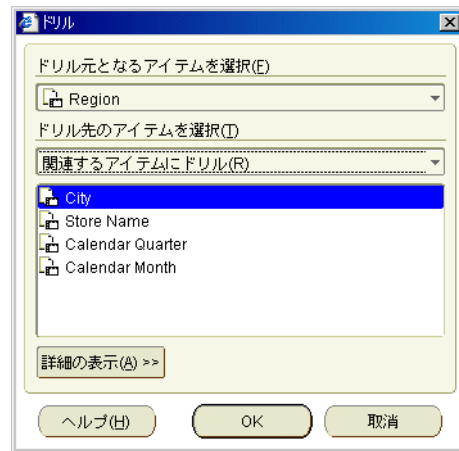 ドリル
ドリル元となるアイテムを選択(F)
Region
ドリル先のアイテムを選択(T)
関連するアイテムにドリル(R)
City
Store Name
Calendar Quarter
Calendar Month
詳細の表示(A) >>
ヘルプ(H) OK 取消